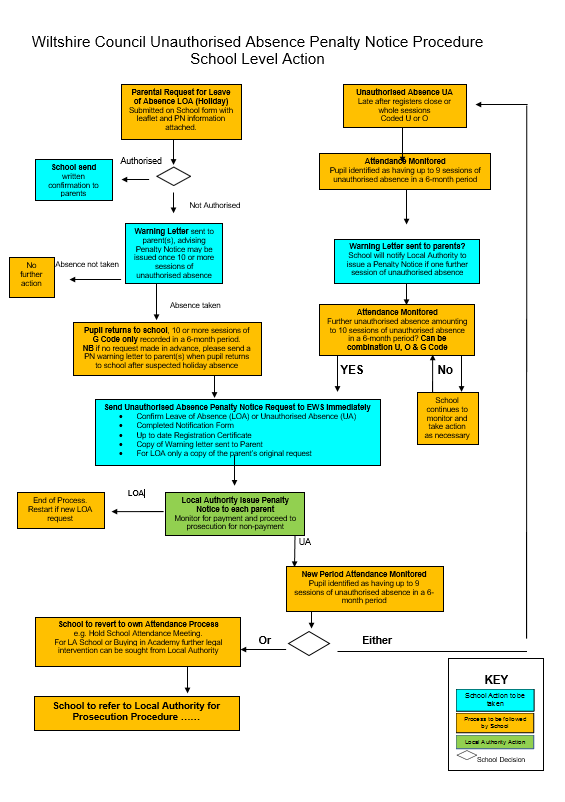 Wiltshire Council Unauthorised Absence Penalty Notice Procedure
School Level Action
Parental Request for Leave
of Absence LOA (Holiday)
Submitted on School form with
leaflet and PN information
attached.
Unauthorised Absence UA
Late after registers close or
whole sessions
Coded U or O
Authorised
School send
written
confirmation to
parents
Attendance Monitored
Pupil identified as having up to 9 sessions of
unauthorised absence in a 6-month period
Not Authorised
Warning Letter sent to
parent(s), advising
Penalty Notice may be
issued once 10 or more
sessions of
unauthorised absence
Warning Letter sent to parents?
School will notify Local Authority to
issue a Penalty Notice if one further
session of unauthorised absence
No
further
action
Absence not taken
Absence taken
Attendance Monitored
Further unauthorised absence amounting
to 10 sessions of unauthorised absence
in a 6-month period? Can be
combination U, O & G Code
Pupil returns to school, 10 or more sessions of
G Code only recorded in a 6-month period.
NB if no request made in advance, please send a
PN warning letter to parent(s) when pupil returns
to school after suspected holiday absence
YES
No
School
continues to
monitor and
take action
as necessary
Send Unauthorised Absence Penalty Notice Request to EWS immediately
• Confirm Leave of Absence (LOA) or Unauthorised Absence (UA)
• Completed Notification Form
• Up to date Registration Certificate
• Copy of Warning letter sent to Parent
• For LOA only a copy of the parent's original request
LOA
End of Process.
Restart if new LOA
request
Local Authority Issue Penalty
Notice to each parent
Monitor for payment and proceed to
prosecution for non-payment
UA
New Period Attendance Monitored
Pupil identified as having up to 9
sessions of unauthorised absence in a 6-
month period
School to revert to own Attendance Process
e.g. Hold School Attendance Meeting.
For LA School or Buying in Academy further legal
intervention can be sought from Local Authority
Or
Either
School to refer to Local Authority for
Prosecution Procedure ……
KEY
School Action to be
taken
Process to be followed
by School
Local Authority Action
School Decision